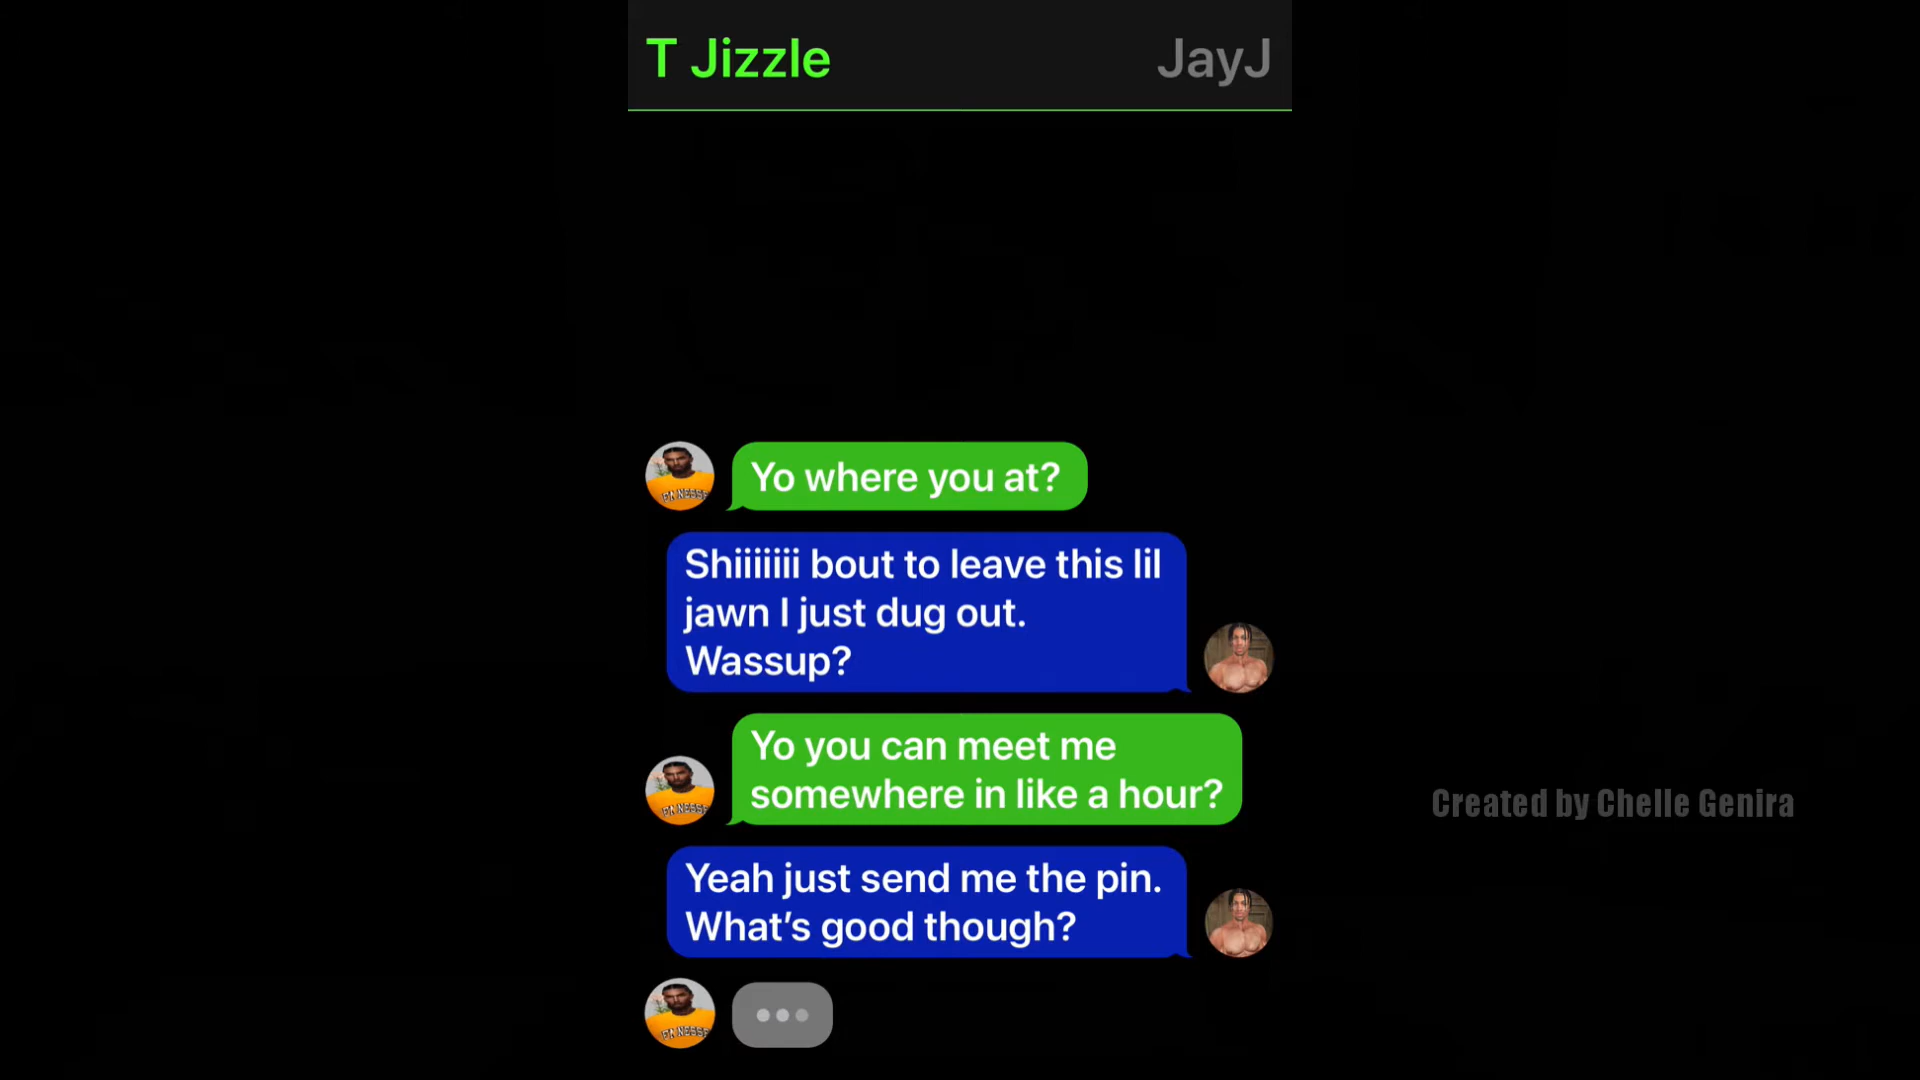 T Jizzle
JayJ
Yo where you at?
Shiiiiiii bout to leave this lil
jawn I just dug out.
Wassup?
Yo you can meet me
somewhere in like a hour?
Created by Chelle Genira
Yeah just send me the pin.
What's good though?